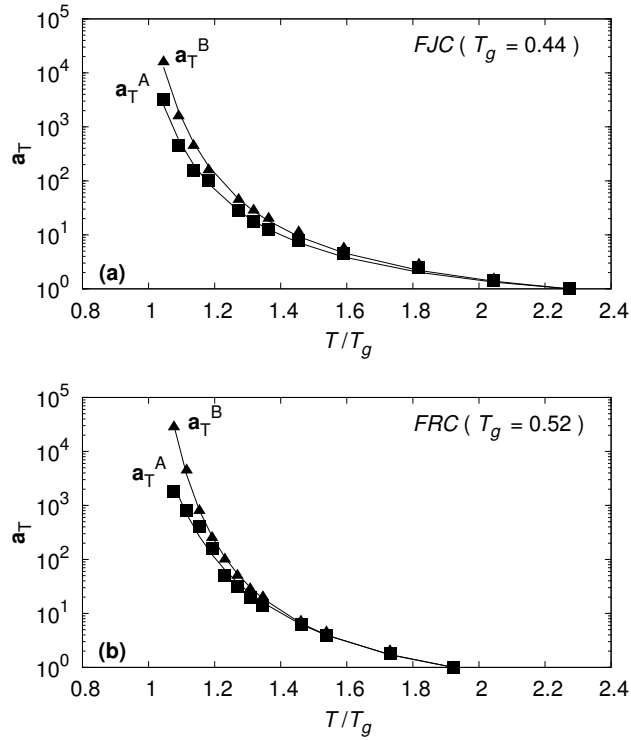 10^5
10^4
10^3
10^2
10^1
10^0
a_T
a_T^B
a_T^A
FJC ( T_g = 0.44 )
(a)
0.8 1 1.2 1.4 1.6 1.8 2 2.2 2.4
T/T_g
10^5
10^4
10^3
10^2
10^1
10^0
a_T
a_T^B
a_T^A
FRC ( T_g = 0.52 )
(b)
0.8 1 1.2 1.4 1.6 1.8 2 2.2 2.4
T/T_g